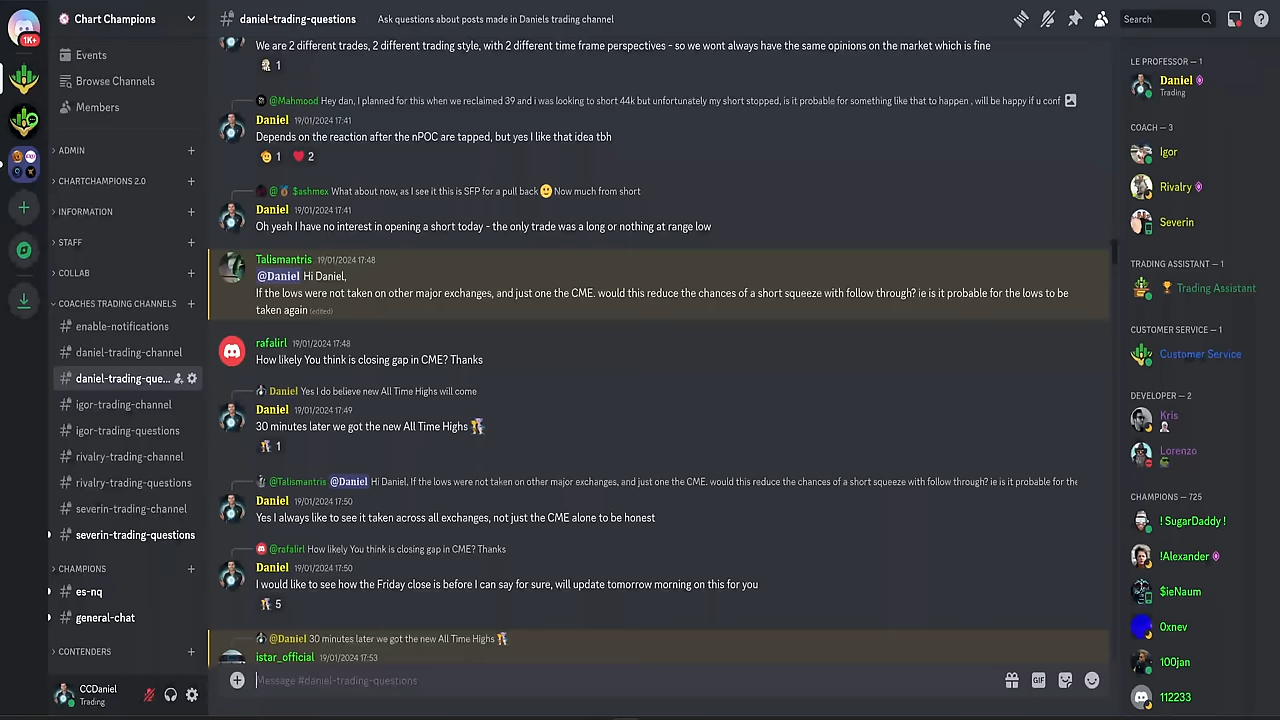 Chart Champions
daniel-trading-questions
Ask questions about posts made in Daniels trading channel
Search
1K+
Events
Browse Channels
Members
ADMIN
CHARTCHAMPIONS 2.0
INFORMATION
STAFF
COLLAB
COACHES TRADING CHANNELS
enable-notifications
daniel-trading-channel
daniel-trading-que...
igor-trading-channel
igor-trading-questions
rivalry-trading-channel
rivalry-trading-questions
severin-trading-channel
severin-trading-questions
CHAMPIONS
es-nq
general-chat
CONTENDERS
CCDaniel
Trading
We are 2 different trades, 2 different trading style, with 2 different time frame perspectives - so we wont always have the same opinions on the market which is fine
1
@Mahmood Hey dan, I planned for this when we reclaimed 39 and i was looking to short 44k but unfortunately my short stopped, is it probable for something like that to happen , will be happy if u conf
Daniel 19/01/2024 17:41
Depends on the reaction after the nPOC are tapped, but yes I like that idea tbh
1 2
@ $ashmex What about now, as I see it this is SFP for a pull back Now much from short
Daniel 19/01/2024 17:41
Oh yeah I have no interest in opening a short today - the only trade was a long or nothing at range low
Talismantris 19/01/2024 17:48
@Daniel Hi Daniel,
If the lows were not taken on other major exchanges, and just one the CME. would this reduce the chances of a short squeeze with follow through? ie is it probable for the lows to be
taken again (edited)
rafalirl 19/01/2024 17:48
How likely You think is closing gap in CME? Thanks
Daniel Yes I do believe new All Time Highs will come
Daniel 19/01/2024 17:49
30 minutes later we got the new All Time Highs
1
@Talismantris @Daniel Hi Daniel, If the lows were not taken on other major exchanges, and just one the CME. would this reduce the chances of a short squeeze with follow through? ie is it probable for the
Daniel 19/01/2024 17:50
Yes I always like to see it taken across all exchanges, not just the CME alone to be honest
@rafalirl How likely You think is closing gap in CME? Thanks
Daniel 19/01/2024 17:50
I would like to see how the Friday close is before I can say for sure, will update tomorrow morning on this for you
5
@Daniel 30 minutes later we got the new All Time Highs
istar_official 19/01/2024 17:53
Message #daniel-trading-questions
GIF
LE PROFESSOR — 1
Daniel
Trading
COACH — 3
Igor
Rivalry
Severin
TRADING ASSISTANT — 1
Trading Assistant
CUSTOMER SERVICE — 1
Customer Service
DEVELOPER — 2
Kris
Lorenzo
CHAMPIONS — 725
! SugarDaddy !
!Alexander
$ieNaum
0xnev
100jan
112233